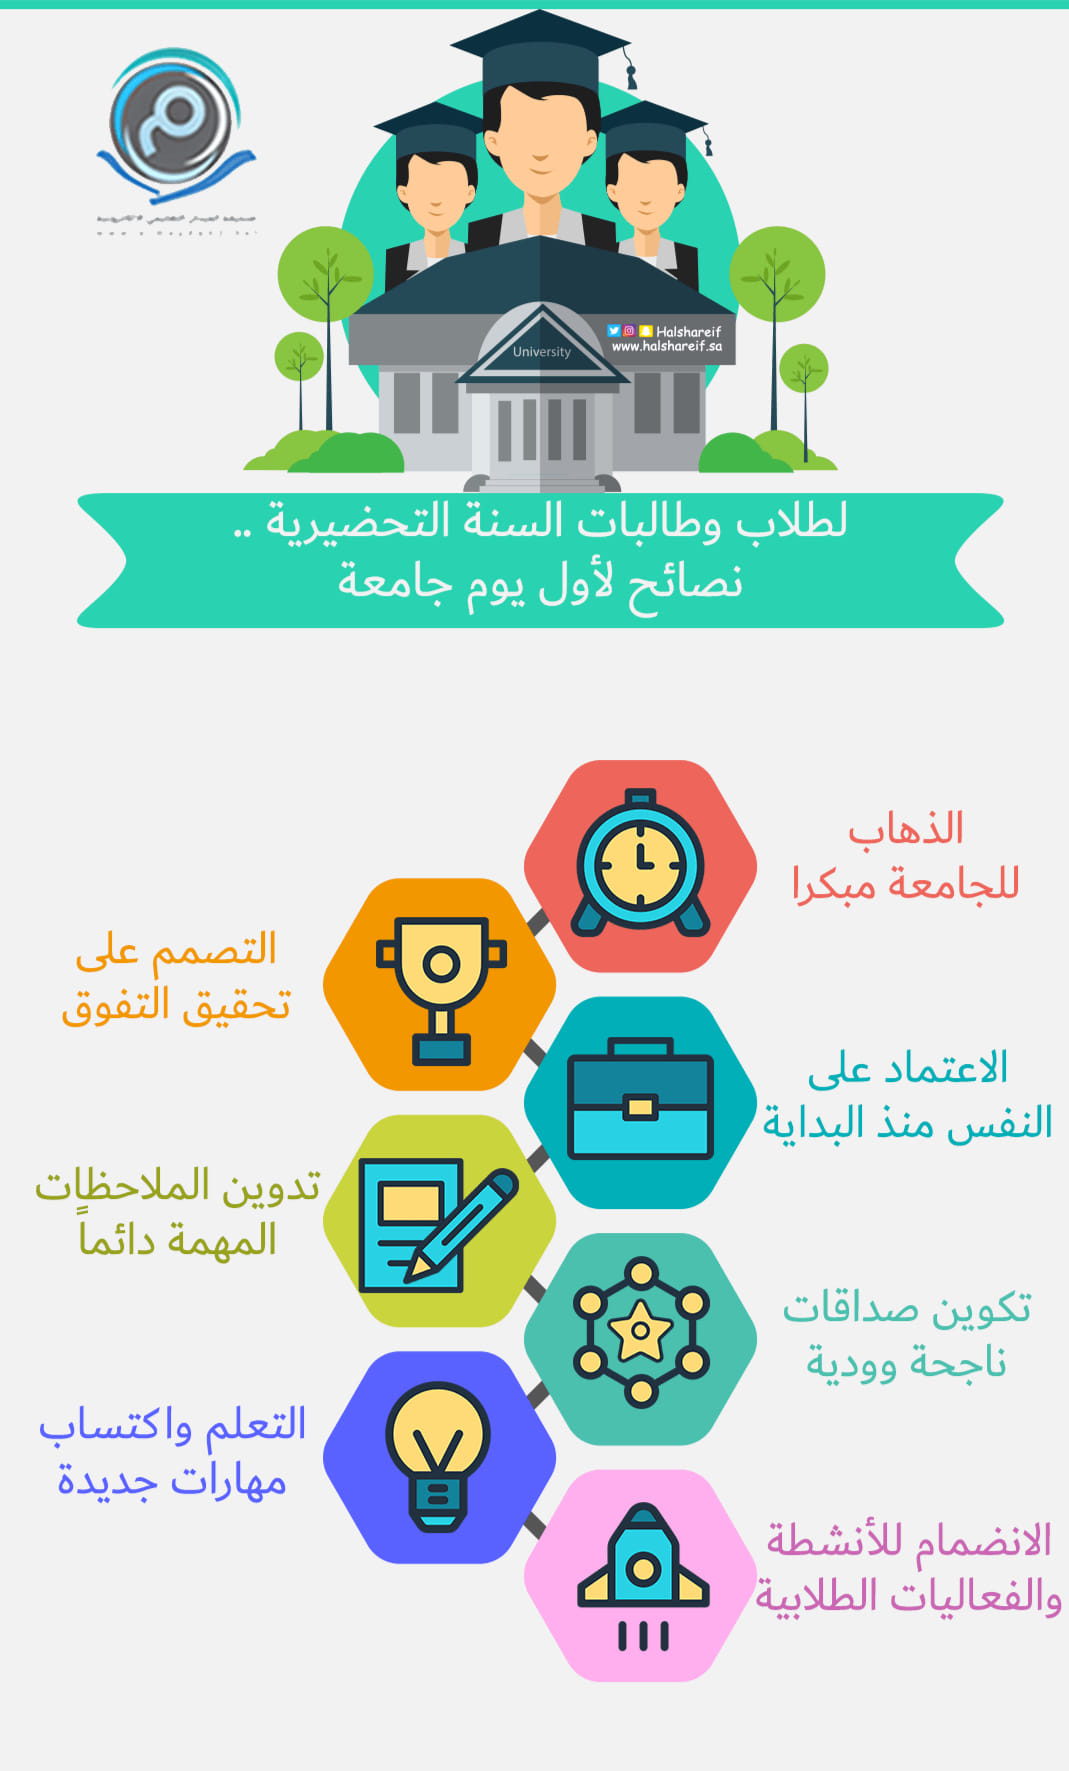 Halshareif
www.halshareif.sa
University
لطلاب وطالبات السنة التحضيرية ..
نصائح لأول يوم جامعة
الذهاب
للجامعة مبكرا
التصمم على
تحقيق التفوق
الاعتماد على
النفس منذ البداية
تدوين الملاحظات
المهمة دائماً
تكوين صداقات
ناجحة وودية
التعلم واكتساب
مهارات جديدة
الانضمام للأنشطة
والفعاليات الطلابية